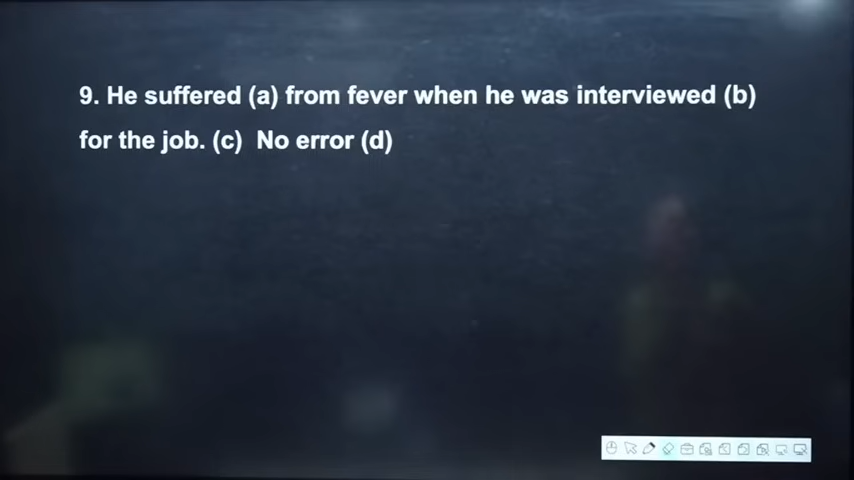 9. He suffered (a) from fever when he was interviewed (b)
for the job. (c) No error (d)